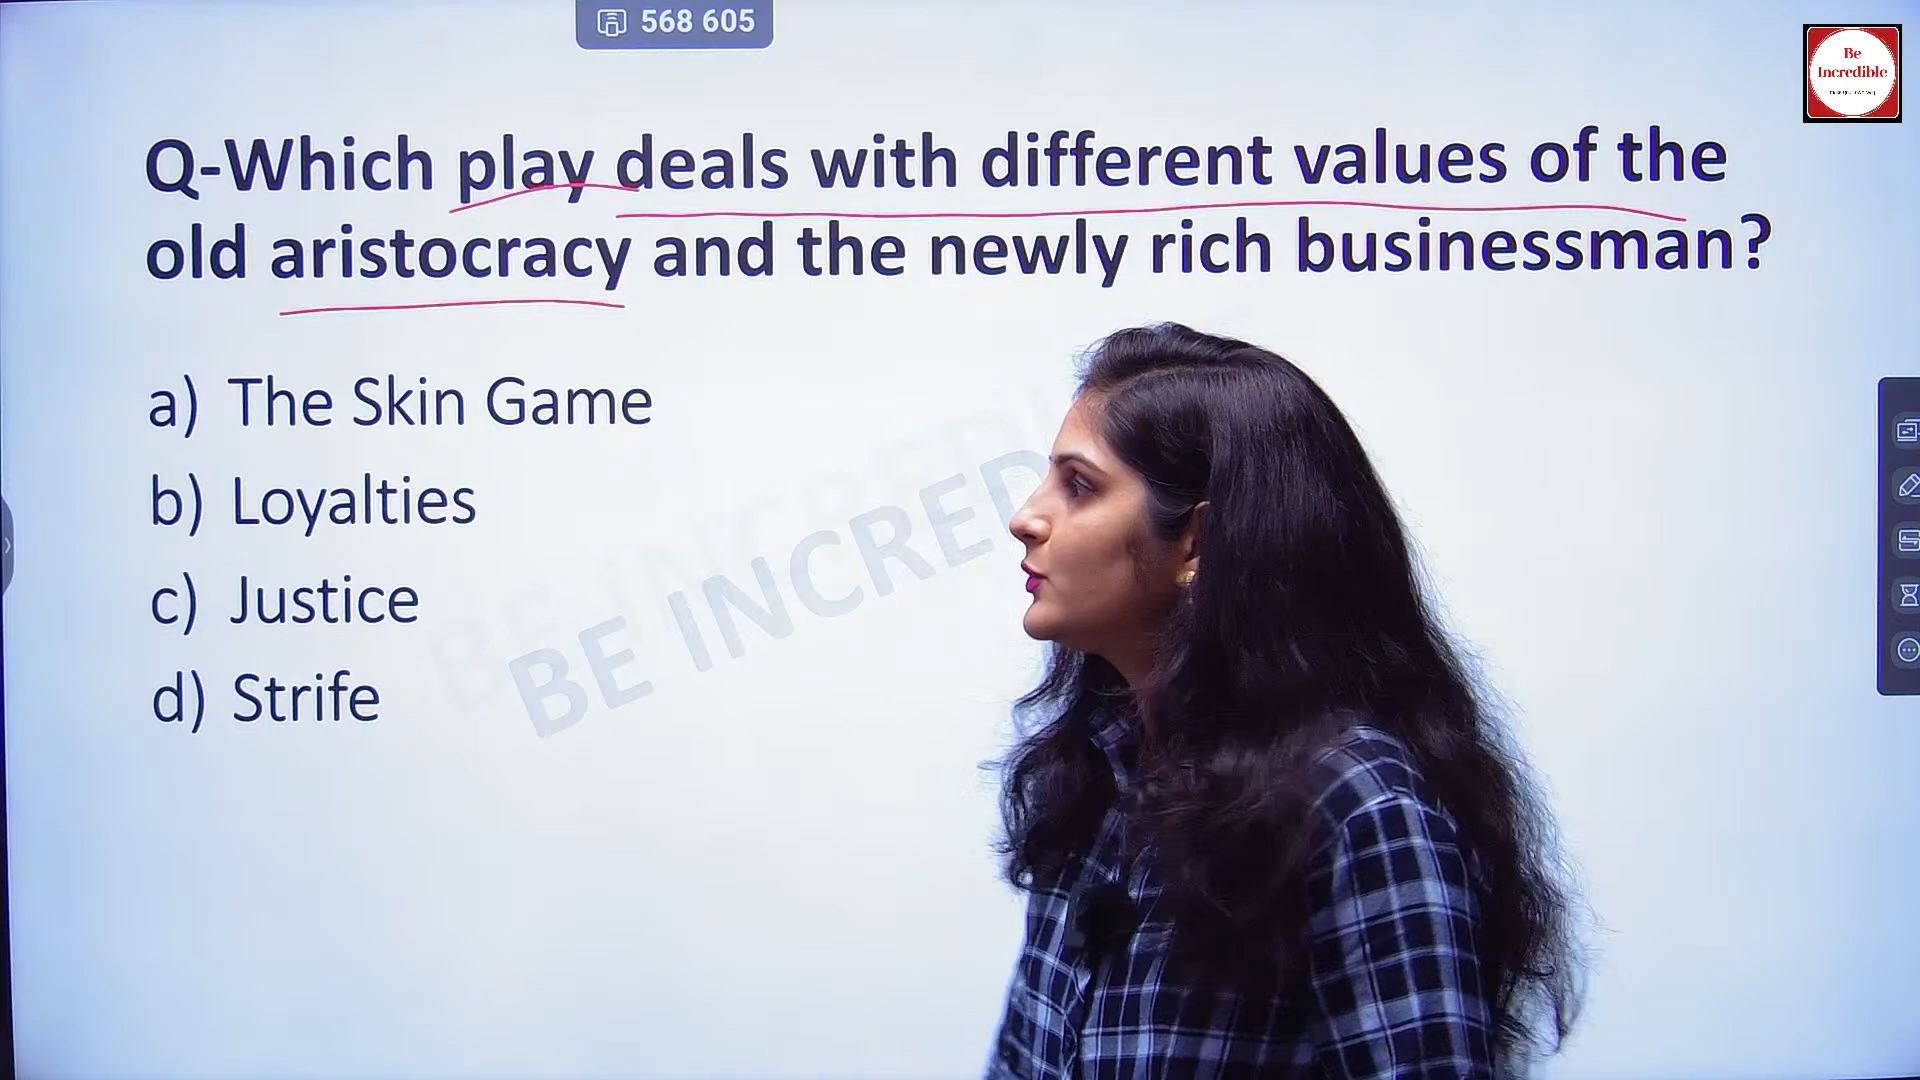 568 605
Be
Incredible
Q-Which play deals with different values of the
old aristocracy and the newly rich businessman?
a) The Skin Game
b) Loyalties
c) Justice
d) Strife
BE INCRED